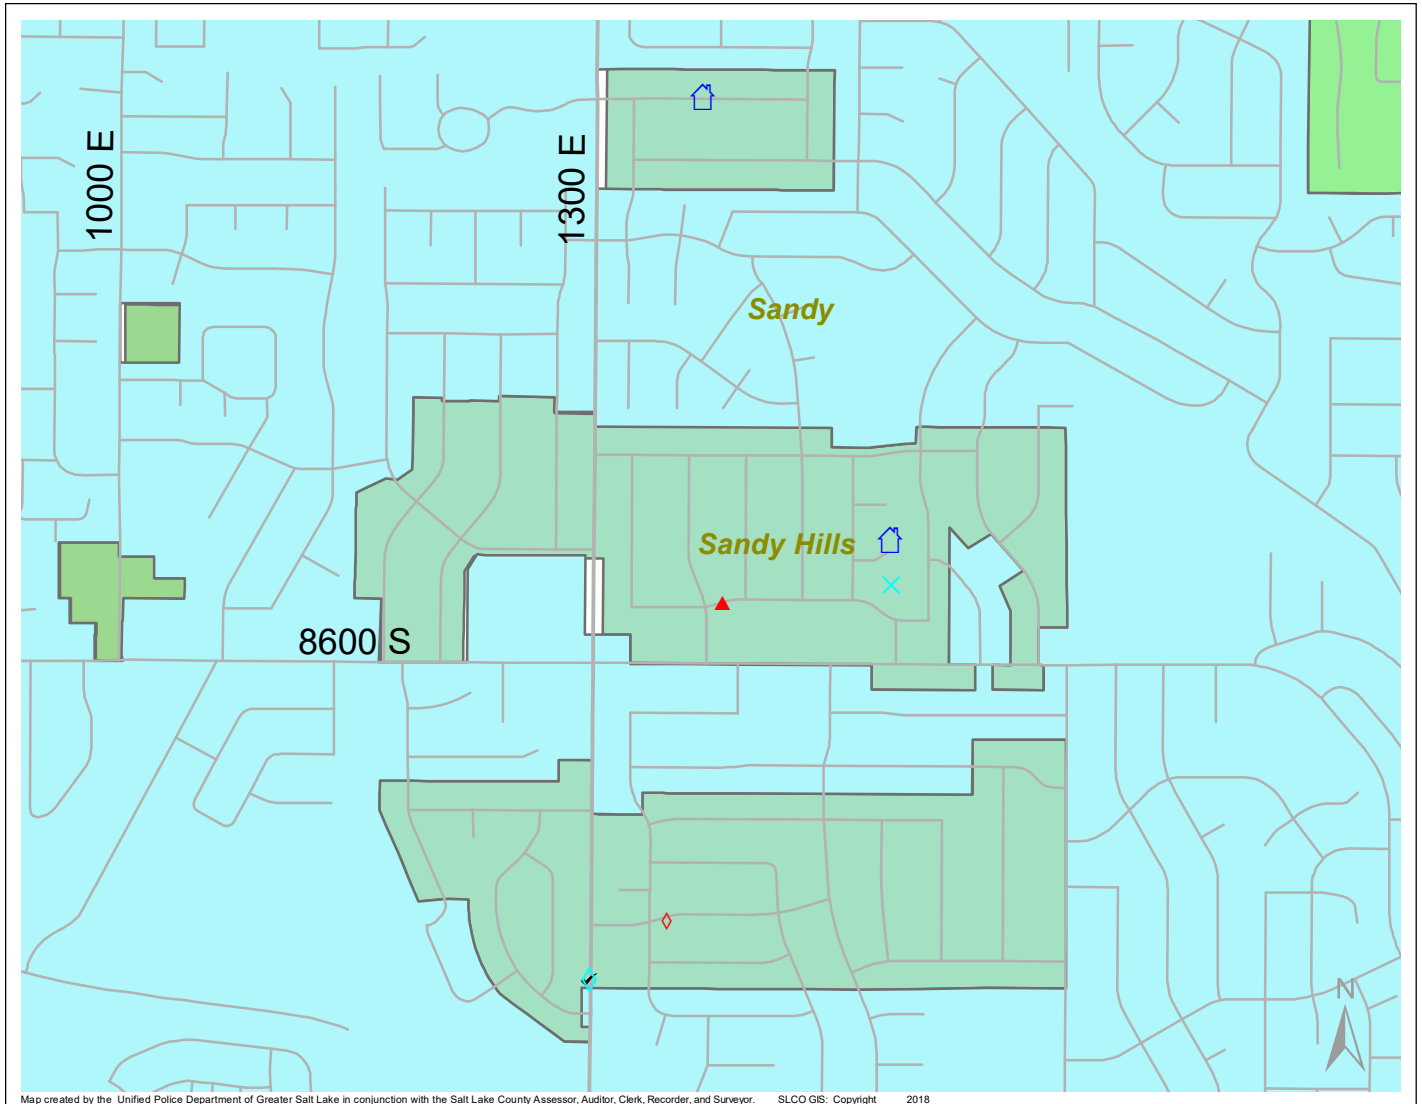 1000 E
1300 E
Sandy
Sandy Hills
8600 S
N
Map created by the Unified Police Department of Greater Salt Lake in conjunction with the Salt Lake County Assessor, Auditor, Clerk, Recorder, and Surveyor. SLCO GIS: Copyright 2018